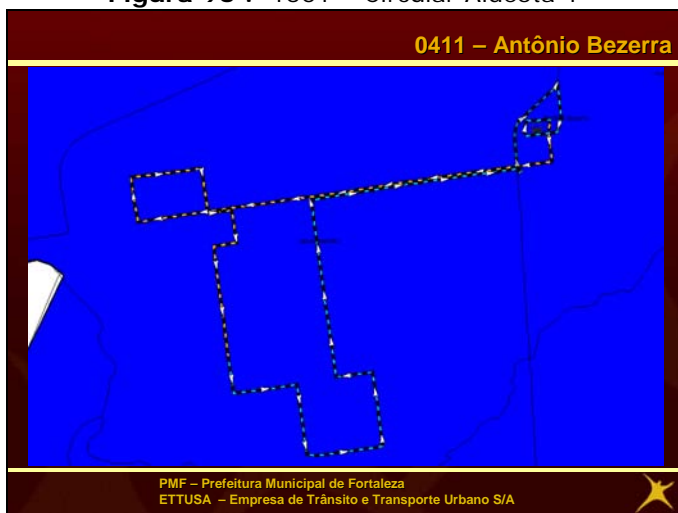 0411 – Antônio Bezerra
PMF – Prefeitura Municipal de Fortaleza
ETTUSA – Empresa de Trânsito e Transporte Urbano S/A